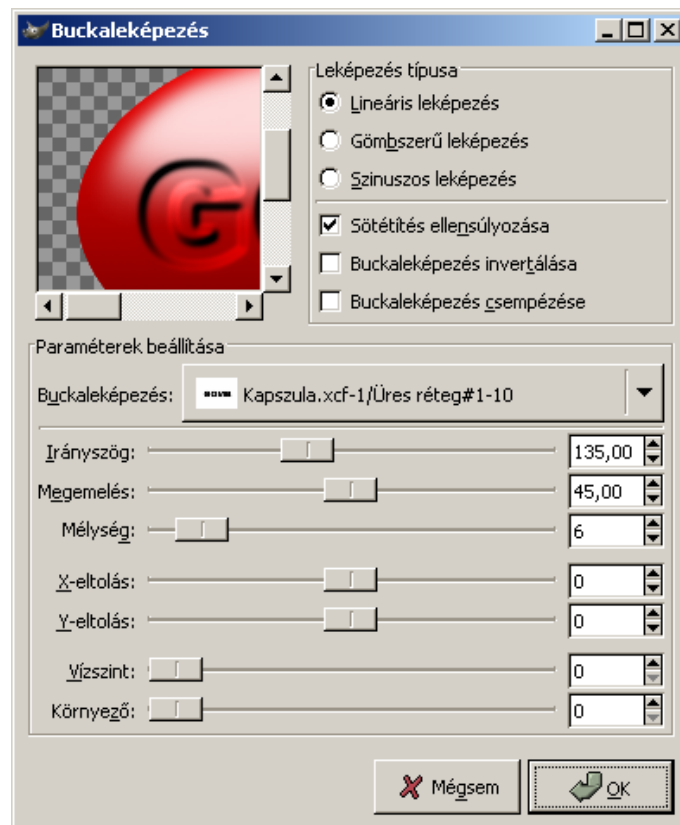 Buckaleképezés
Leképezés típusa
Lineáris leképezés
Gömbszerű leképezés
Szinuszos leképezés
Sötétítés ellensúlyozása
Buckaleképezés invertálása
Buckaleképezés csempézése
Paraméterek beállítása
Buckaleképezés: Kapszula.xcf-1/Üres réteg#1-10
Irányszög: 135,00
Megemelés: 45,00
Mélység: 6
X-eltolás: 0
Y-eltolás: 0
Vízszint: 0
Környező: 0
Mégsem OK